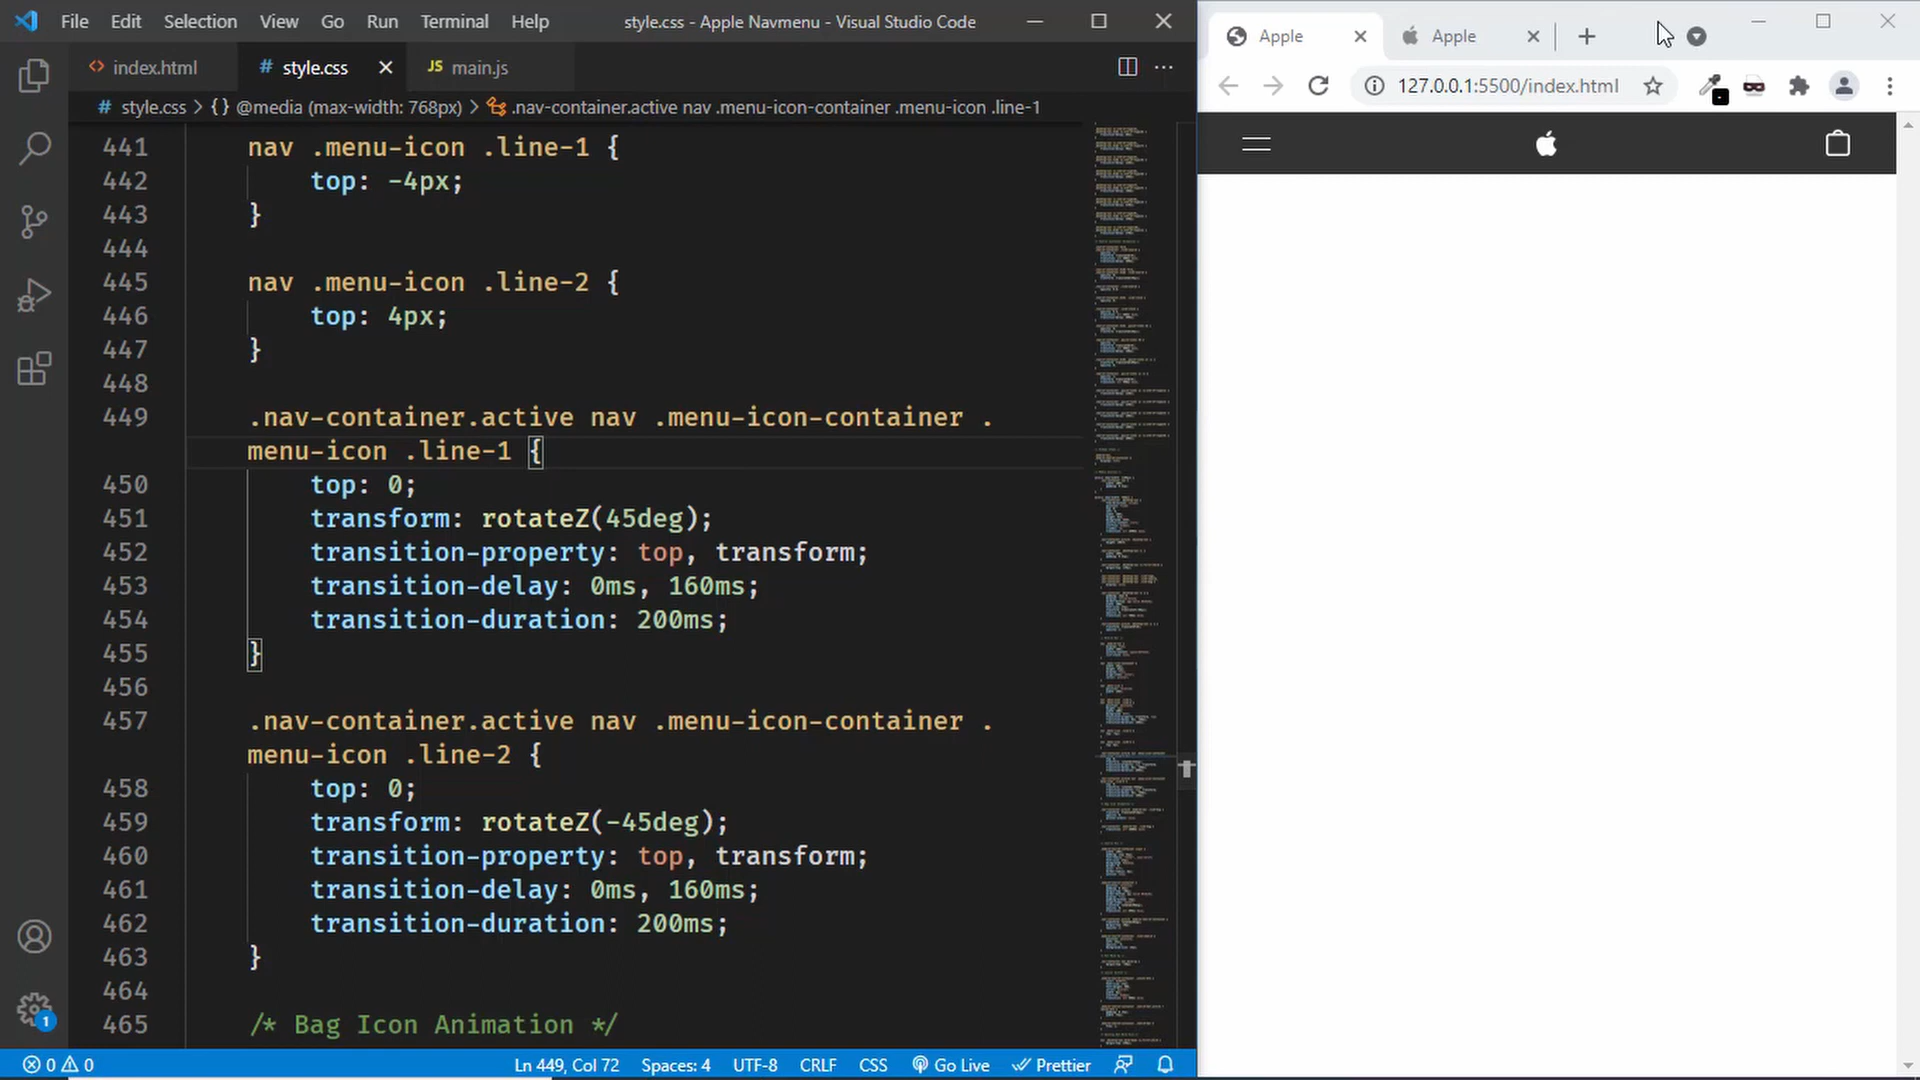 File Edit Selection View Go Run Terminal Help style.css - Apple Navmenu - Visual Studio Code
<> index.html # style.css JS main.js
# style.css > {} @media (max-width: 768px) > .nav-container.active nav .menu-icon-container .menu-icon .line-1
441 nav .menu-icon .line-1 {
442 top: -4px;
443 }
444
445 nav .menu-icon .line-2 {
446 top: 4px;
447 }
448
449 .nav-container.active nav .menu-icon-container .
menu-icon .line-1 {
450 top: 0;
451 transform: rotateZ(45deg);
452 transition-property: top, transform;
453 transition-delay: 0ms, 160ms;
454 transition-duration: 200ms;
455 }
456
457 .nav-container.active nav .menu-icon-container .
menu-icon .line-2 {
458 top: 0;
459 transform: rotateZ(-45deg);
460 transition-property: top, transform;
461 transition-delay: 0ms, 160ms;
462 transition-duration: 200ms;
463 }
464
465 /* Bag Icon Animation */
1
0 0 Ln 449, Col 72 Spaces: 4 UTF-8 CRLF CSS Go Live Prettier
Apple Apple
127.0.0.1:5500/index.html